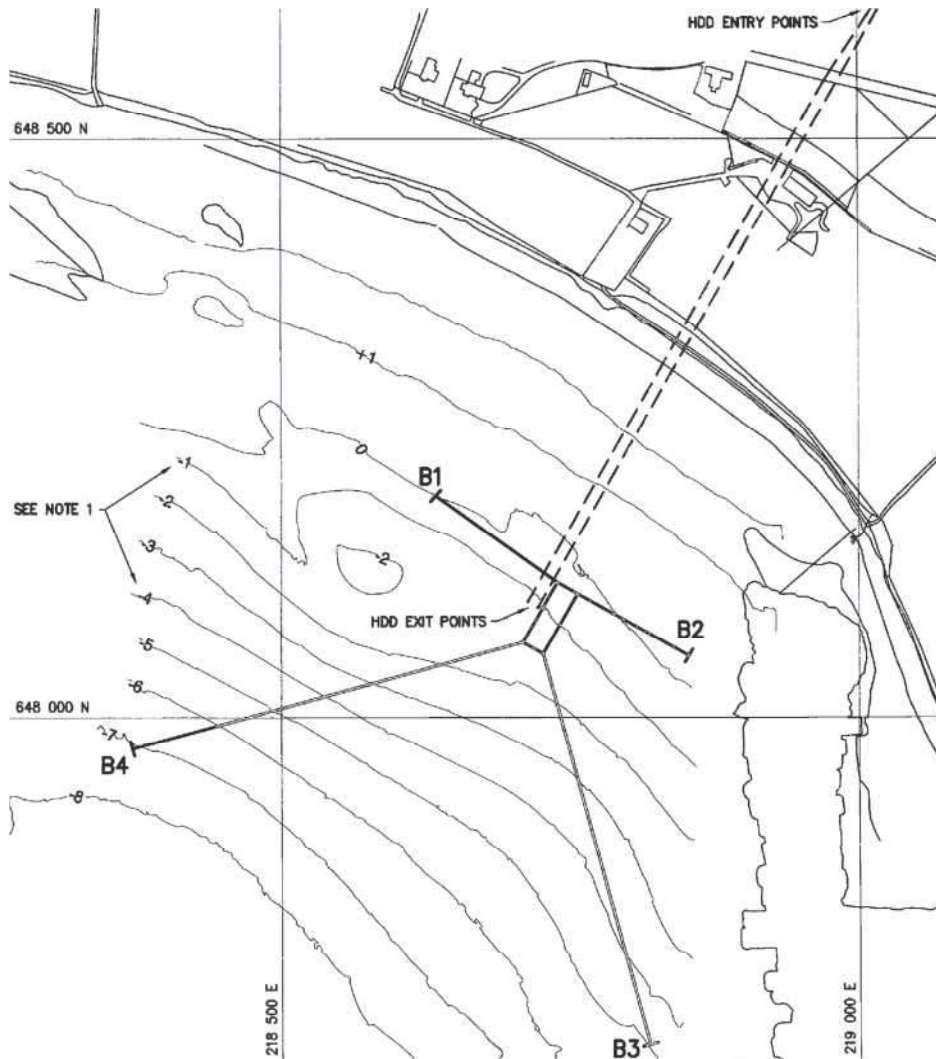 HDD ENTRY POINTS
648 500 N
+1
0
B1
-1
-2
SEE NOTE 1
-3
-2
-4
HDD EXIT POINTS
B2
-5
-6
648 000 N
-7
B4
-8
218 500 E
219 000 E
B3